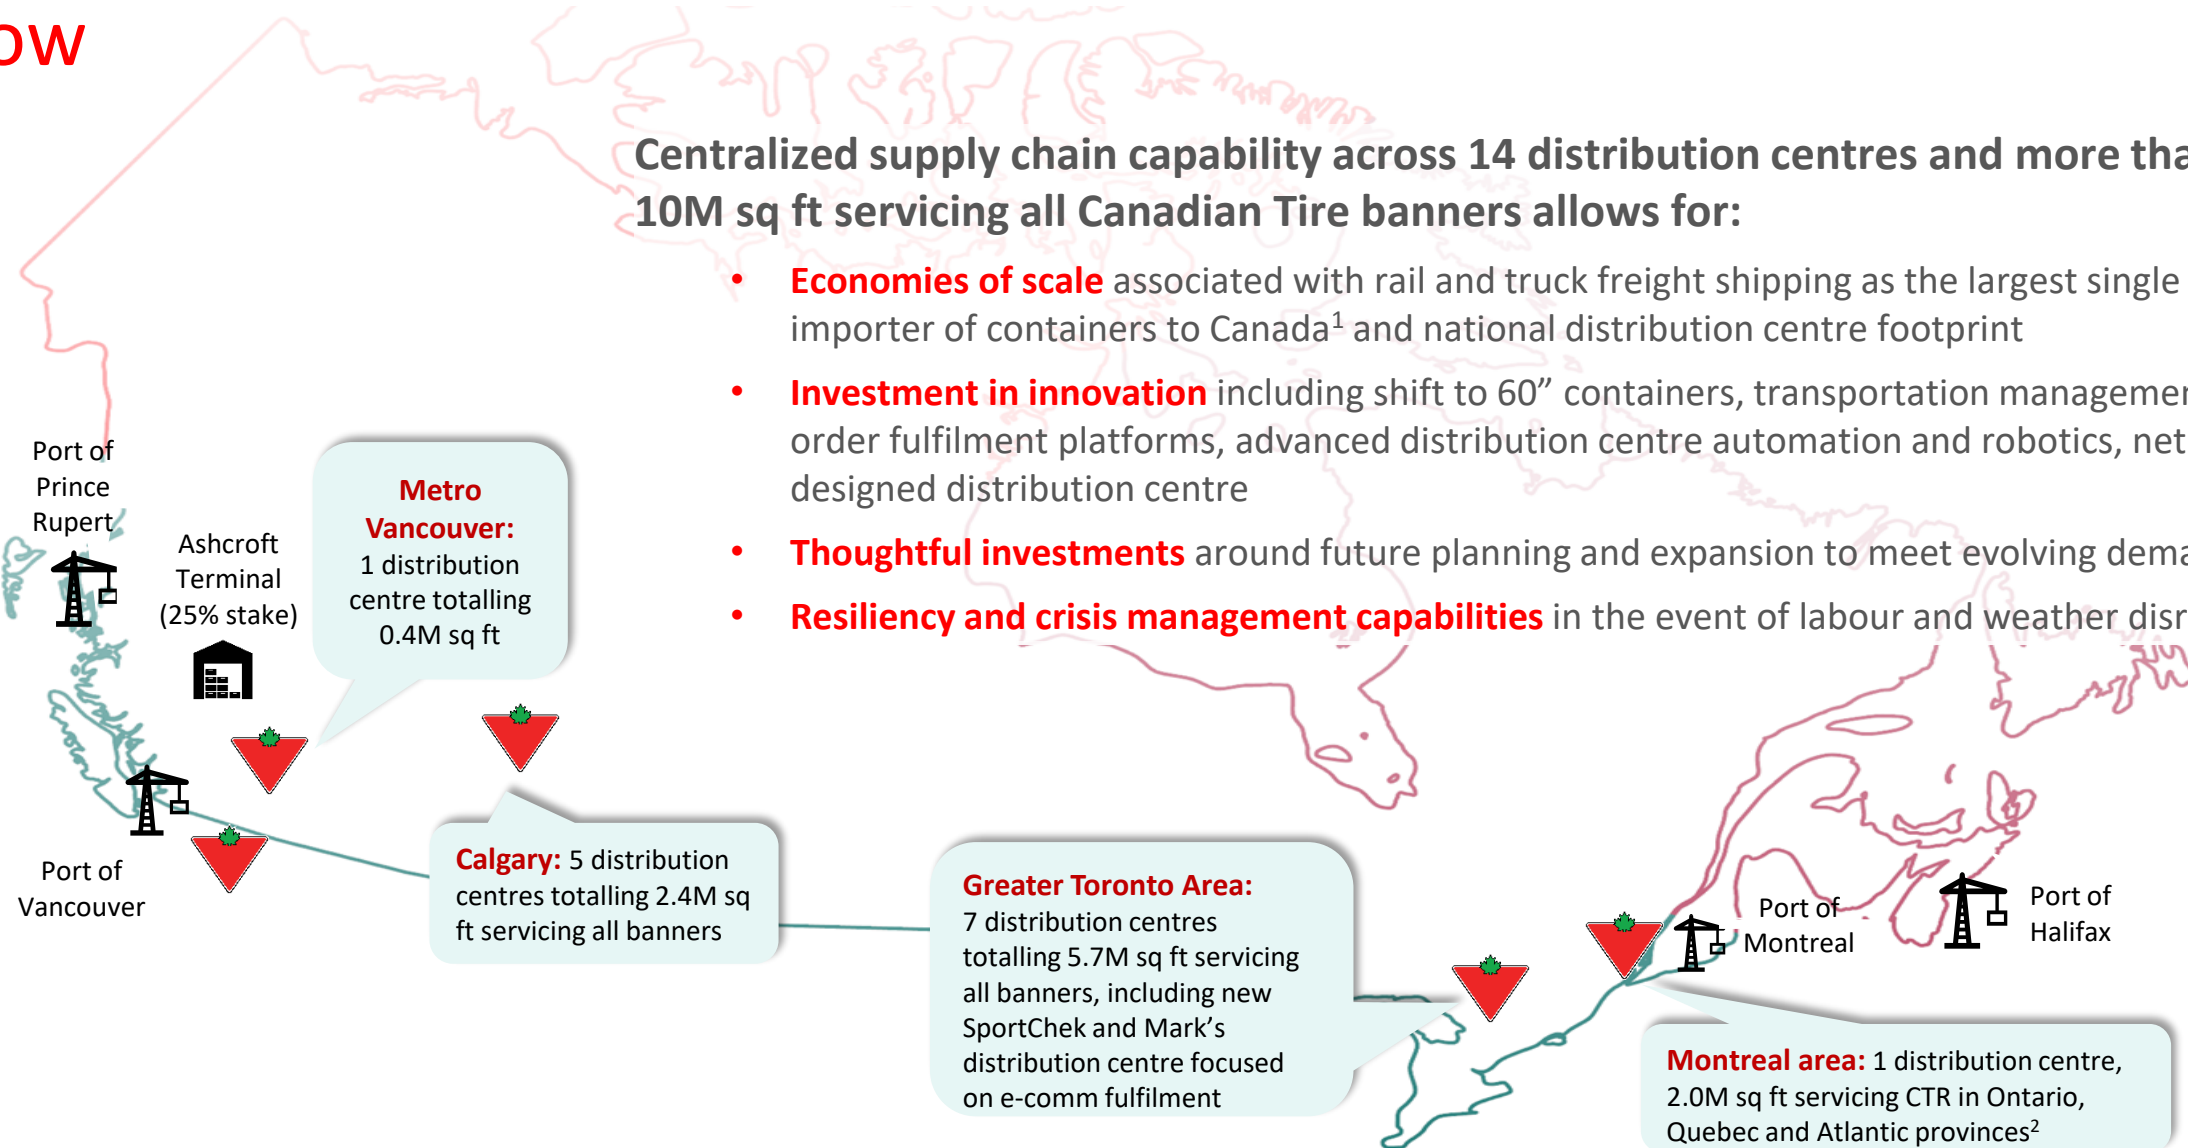 ow
Centralized supply chain capability across 14 distribution centres and more tha
10M sq ft servicing all Canadian Tire banners allows for:
• Economies of scale associated with rail and truck freight shipping as the largest single
importer of containers to Canada¹ and national distribution centre footprint
• Investment in innovation including shift to 60” containers, transportation managemen
order fulfilment platforms, advanced distribution centre automation and robotics, net
designed distribution centre
• Thoughtful investments around future planning and expansion to meet evolving dema
• Resiliency and crisis management capabilities in the event of labour and weather disr
Port of
Prince
Rupert
Ashcroft
Terminal
(25% stake)
Metro
Vancouver:
1 distribution
centre totalling
0.4M sq ft
Port of
Vancouver
Calgary: 5 distribution
centres totalling 2.4M sq
ft servicing all banners
Greater Toronto Area:
7 distribution centres
totalling 5.7M sq ft servicing
all banners, including new
SportChek and Mark’s
distribution centre focused
on e-comm fulfilment
Port of
Montreal
Port of
Halifax
Montreal area: 1 distribution centre,
2.0M sq ft servicing CTR in Ontario,
Quebec and Atlantic provinces²